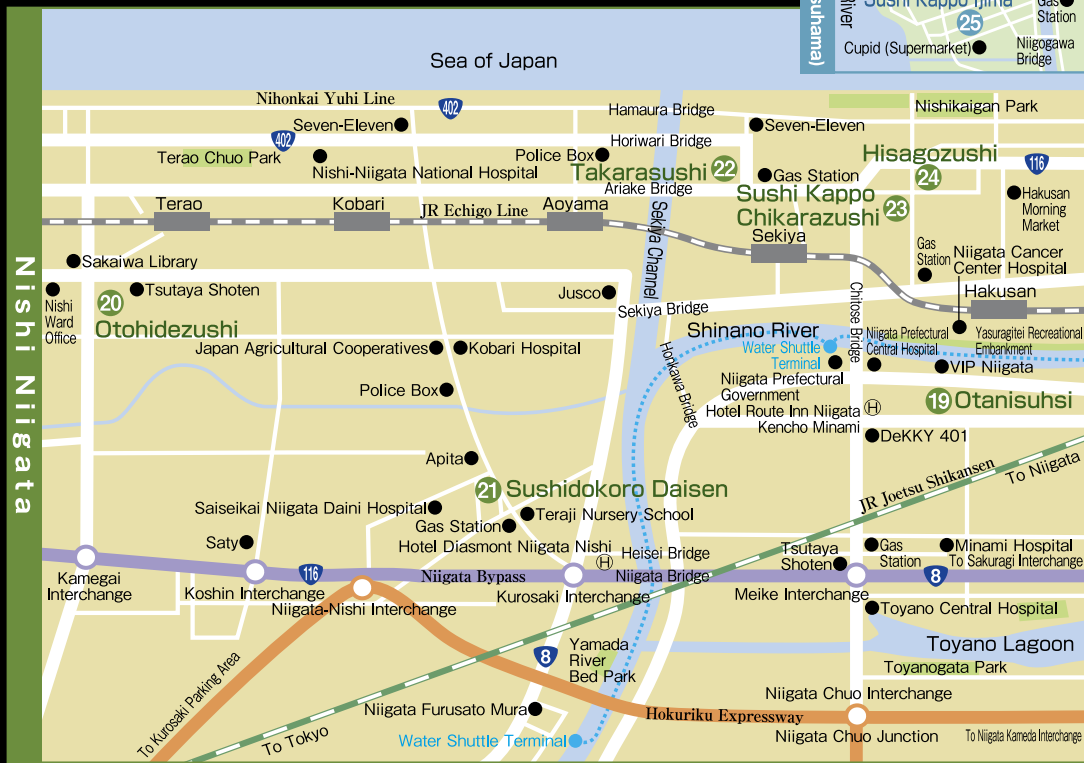 Sushi Kappo Iijima
25
Gas
Station
River
suhama)
Cupid (Supermarket)
Niigogawa
Bridge
Sea of Japan
Nihonkai Yuhi Line
402
Hamaura Bridge
Nishikaigan Park
Seven-Eleven
Seven-Eleven
402
Horiwari Bridge
Terao Chuo Park
Police Box
Hisagozushi
24
116
Nishi-Niigata National Hospital
Takarasushi 22
Gas Station
Ariake Bridge
Sushi Kappo
Chikarazushi 23
Hakusan
Morning
Market
Terao
Kobari
JR Echigo Line
Aoyama
Sekiya
Gas
Station
Niigata Cancer
Center Hospital
Sekiya Channel
Sakaiwa Library
Nishi
Ward
Office
20
Otohidezushi
Tsutaya Shoten
Jusco
Sekiya Bridge
Chitose Bridge
Hakusan
Nishi Niigata
Shinano River
Water Shuttle
Terminal
Niigata Prefectural
Central Hospital
Yasuragitei Recreational
Embankment
Japan Agricultural Cooperatives
Kobari Hospital
Honkawa Bridge
VIP Niigata
Niigata Prefectural
Government
Police Box
19 Otanisuhsi
Hotel Route Inn Niigata
Kencho Minami
H
DeKKY 401
Apita
JR Joetsu Shikansen
To Niigata
21 Sushidokoro Daisen
Saiseikai Niigata Daini Hospital
Teraji Nursery School
Gas Station
Saty
Hotel Diasmont Niigata Nishi
H
Heisei Bridge
Tsutaya
Shoten
Gas
Station
Minami Hospital
To Sakuragi Interchange
Kamegai
Interchange
116
Niigata Bypass
Niigata Bridge
8
Koshin Interchange
Kurosaki Interchange
Meike Interchange
Niigata-Nishi Interchange
Toyano Central Hospital
Toyano Lagoon
8
Yamada
River
Bed Park
Toyanogata Park
To Kurosaki Parking Area
Niigata Chuo Interchange
Niigata Furusato Mura
Hokuriku Expressway
To Tokyo
Water Shuttle Terminal
Niigata Chuo Junction
To Niigata Kameda Interchange